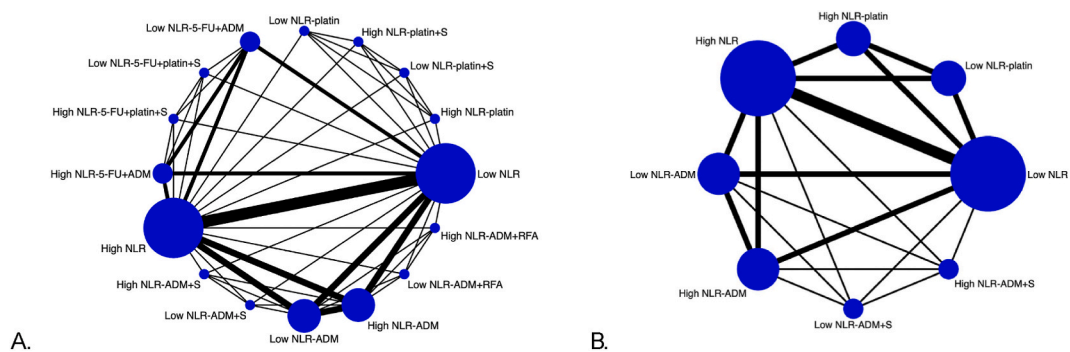 Low NLR-platin
Low NLR-5-FU+ADM
High NLR-platin+S
Low NLR-5-FU+platin+S
Low NLR-platin+S
High NLR-5-FU+platin+S
High NLR-platin
High NLR-5-FU+ADM
Low NLR
High NLR
High NLR-ADM+RFA
High NLR-ADM+S
Low NLR-ADM+RFA
Low NLR-ADM+S
High NLR-ADM
Low NLR-ADM
A.
High NLR-platin
High NLR
Low NLR-platin
Low NLR-ADM
Low NLR
High NLR-ADM
High NLR-ADM+S
Low NLR-ADM+S
B.